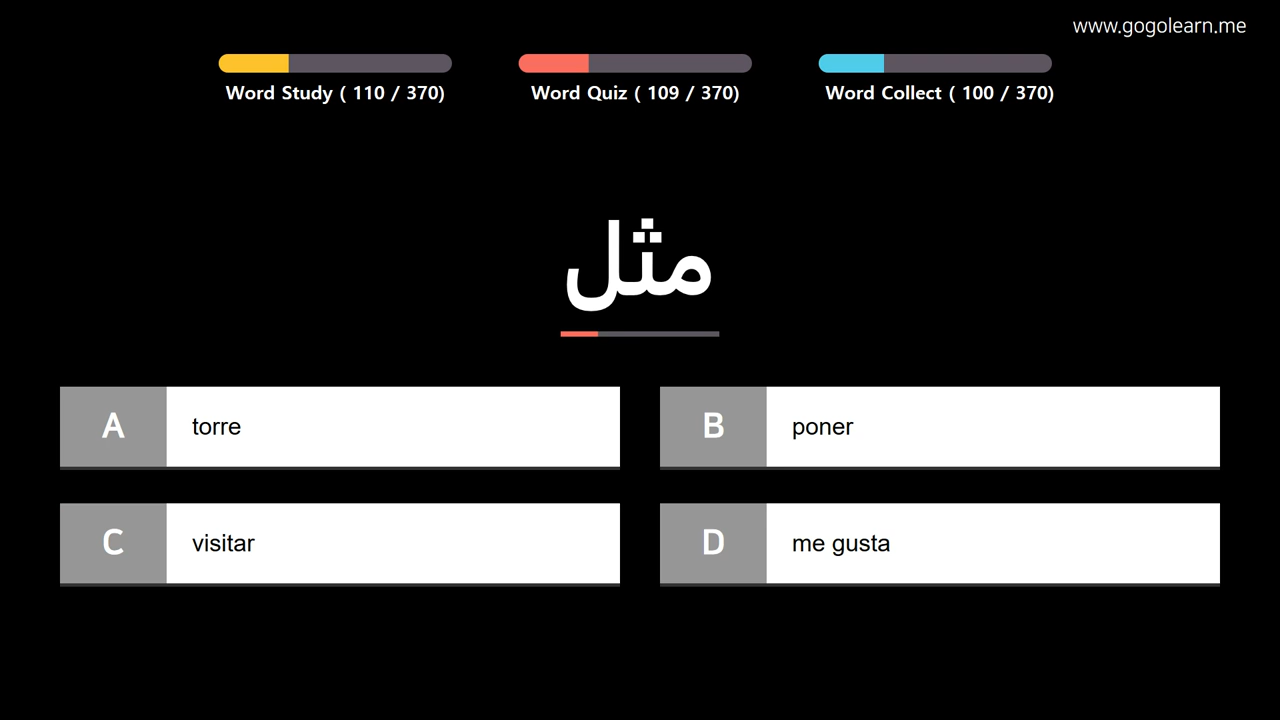 www.gogolearn.me
Word Study ( 110 / 370)
Word Quiz ( 109 / 370)
Word Collect ( 100 / 370)
مثل
A torre
B poner
C visitar
D me gusta